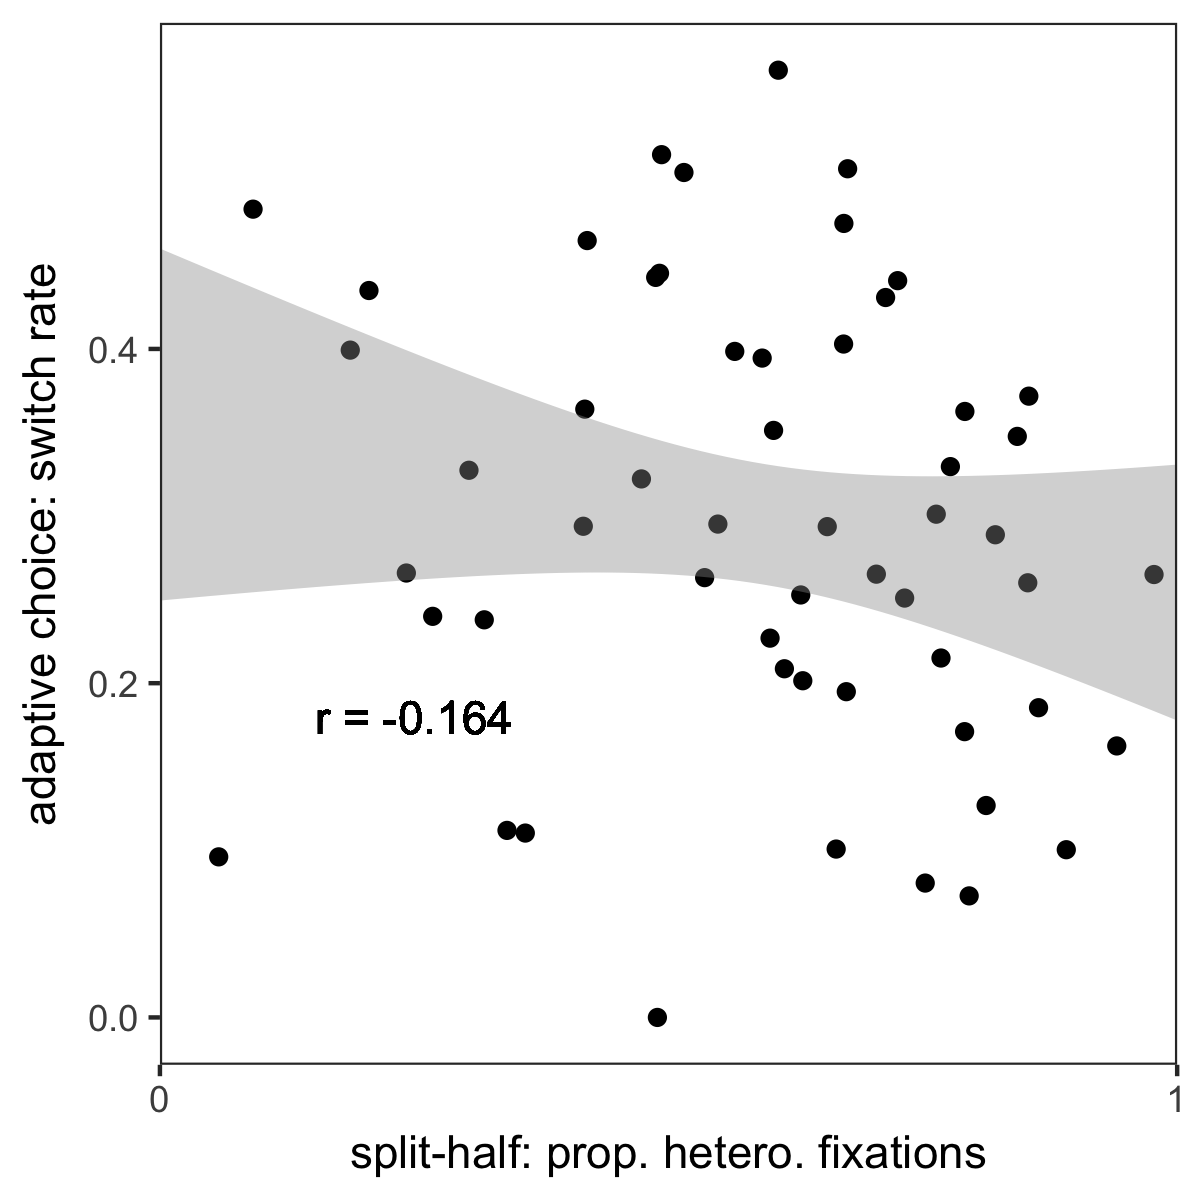 adaptive choice: switch rate
0.4
0.2
0.0
r = -0.164
0
1
split-half: prop. hetero. fixations